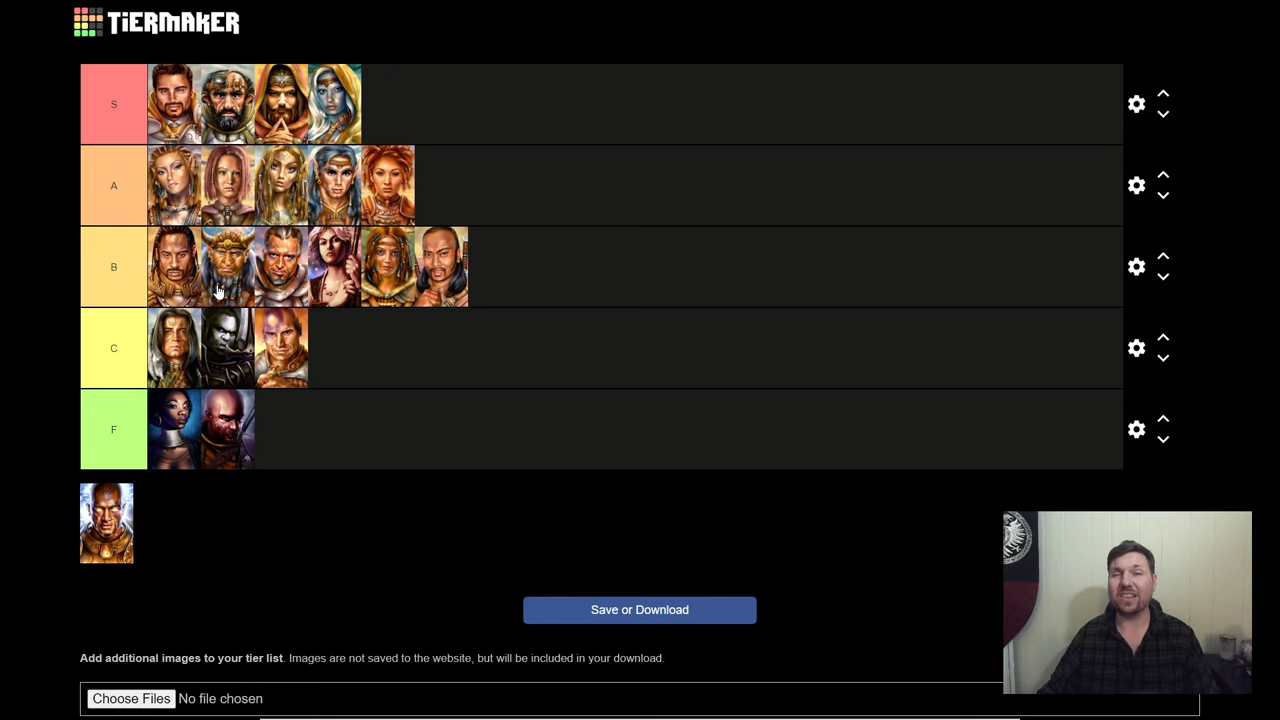 TiERMAKER
S
A
B
C
F
Save or Download
Add additional images to your tier list. Images are not saved to the website, but will be included in your download.
Choose Files No file chosen